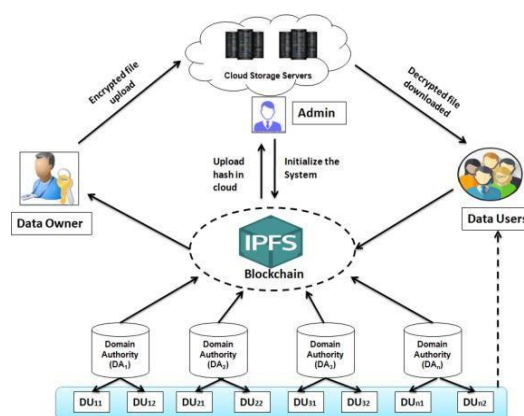 Cloud Storage Servers
Encrypted file
upload
Decrypted file
downloaded
Admin
Upload
hash in
cloud
Initialize the
System
Data Owner
Data Users
IPFS
Blockchain
Domain
Authority
(DA₁)
Domain
Authority
(DA₂)
Domain
Authority
(DA₃)
Domain
Authority
(DAₙ)
DU₁₁
DU₁₂
DU₂₁
DU₂₂
DU₃₁
DU₃₂
DUₙ₁
DUₙ₂